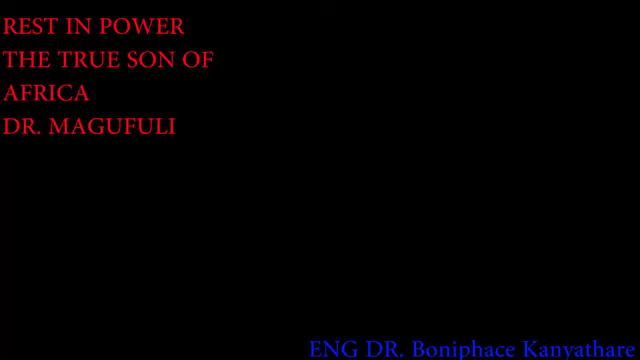 REST IN POWER
THE TRUE SON OF
AFRICA
DR. MAGUFULI
ENG DR. Boniphace Kanyathare